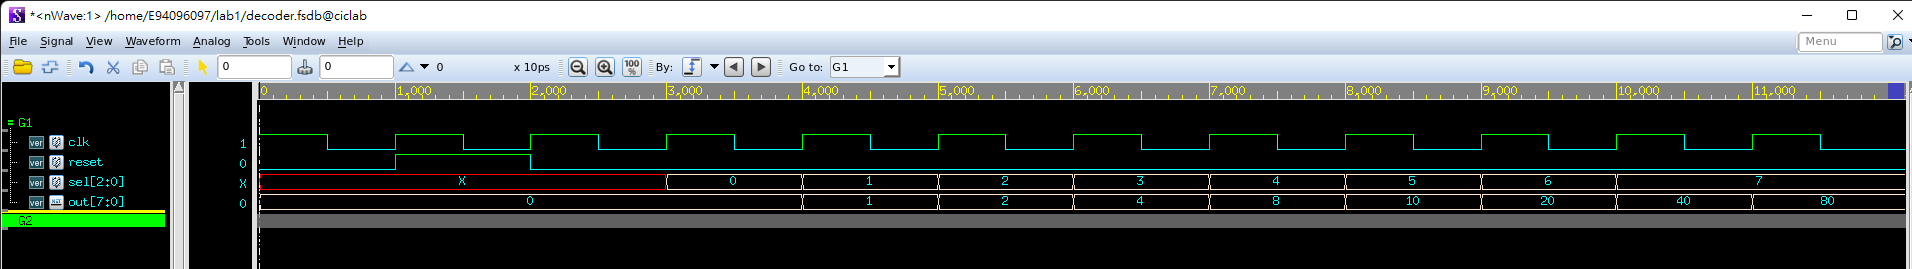 *<nWave:1> /home/E94096097/lab1/decoder.fsdb@ciclab
File Signal View Waveform Analog Tools Window Help Menu
0 0 0 x 10ps 100 % By: Go to: G1
0 1,000 2,000 3,000 4,000 5,000 6,000 7,000 8,000 9,000 10,000 11,000
= G1
ver clk 1
ver reset 0
ver sel[2:0] X X 0 1 2 3 4 5 6 7
ver out[7:0] 0 0 1 2 4 8 10 20 40 80
G2